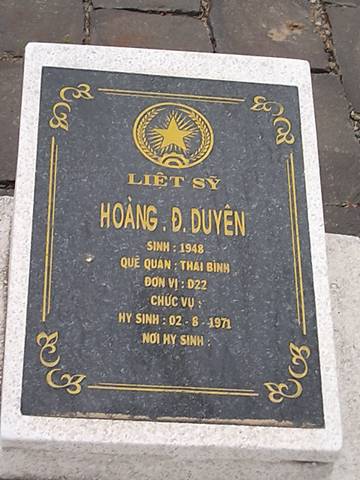 LIỆT SỸ
HOÀNG . Đ. DUYÊN
SINH : 1948
QUÊ QUÁN : THÁI BÌNH
ĐƠN VỊ : D22
CHỨC VỤ :
HY SINH : 02 - 8 - 1971
NƠI HY SINH :